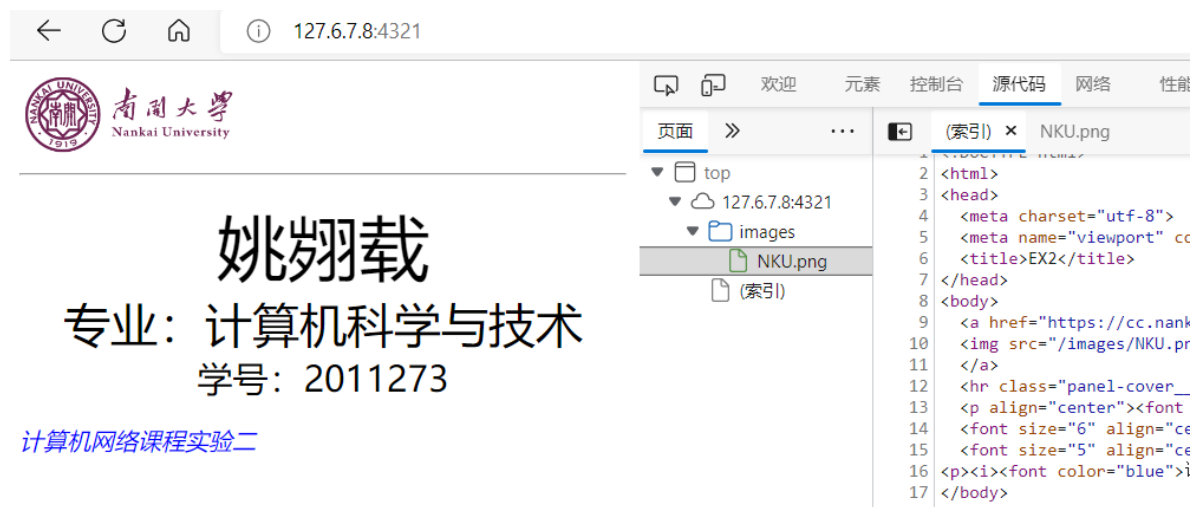 127.6.7.8:4321
NANKAI UNIVERSITY
南開
1919
南開大學
Nankai University
姚翙载
专业：计算机科学与技术
学号：2011273
计算机网络课程实验二
欢迎 元素 控制台 源代码 网络 性能
页面
(索引) × NKU.png
top
127.6.7.8:4321
images
NKU.png
(索引)
1 <!DOCTYPE html>
2 <html>
3 <head>
4 <meta charset="utf-8">
5 <meta name="viewport" co
6 <title>EX2</title>
7 </head>
8 <body>
9 <a href="https://cc.nank
10 <img src="/images/NKU.pn
11 </a>
12 <hr class="panel-cover__
13 <p align="center"><font
14 <font size="6" align="ce
15 <font size="5" align="ce
16 <p><i><font color="blue">
17 </body>